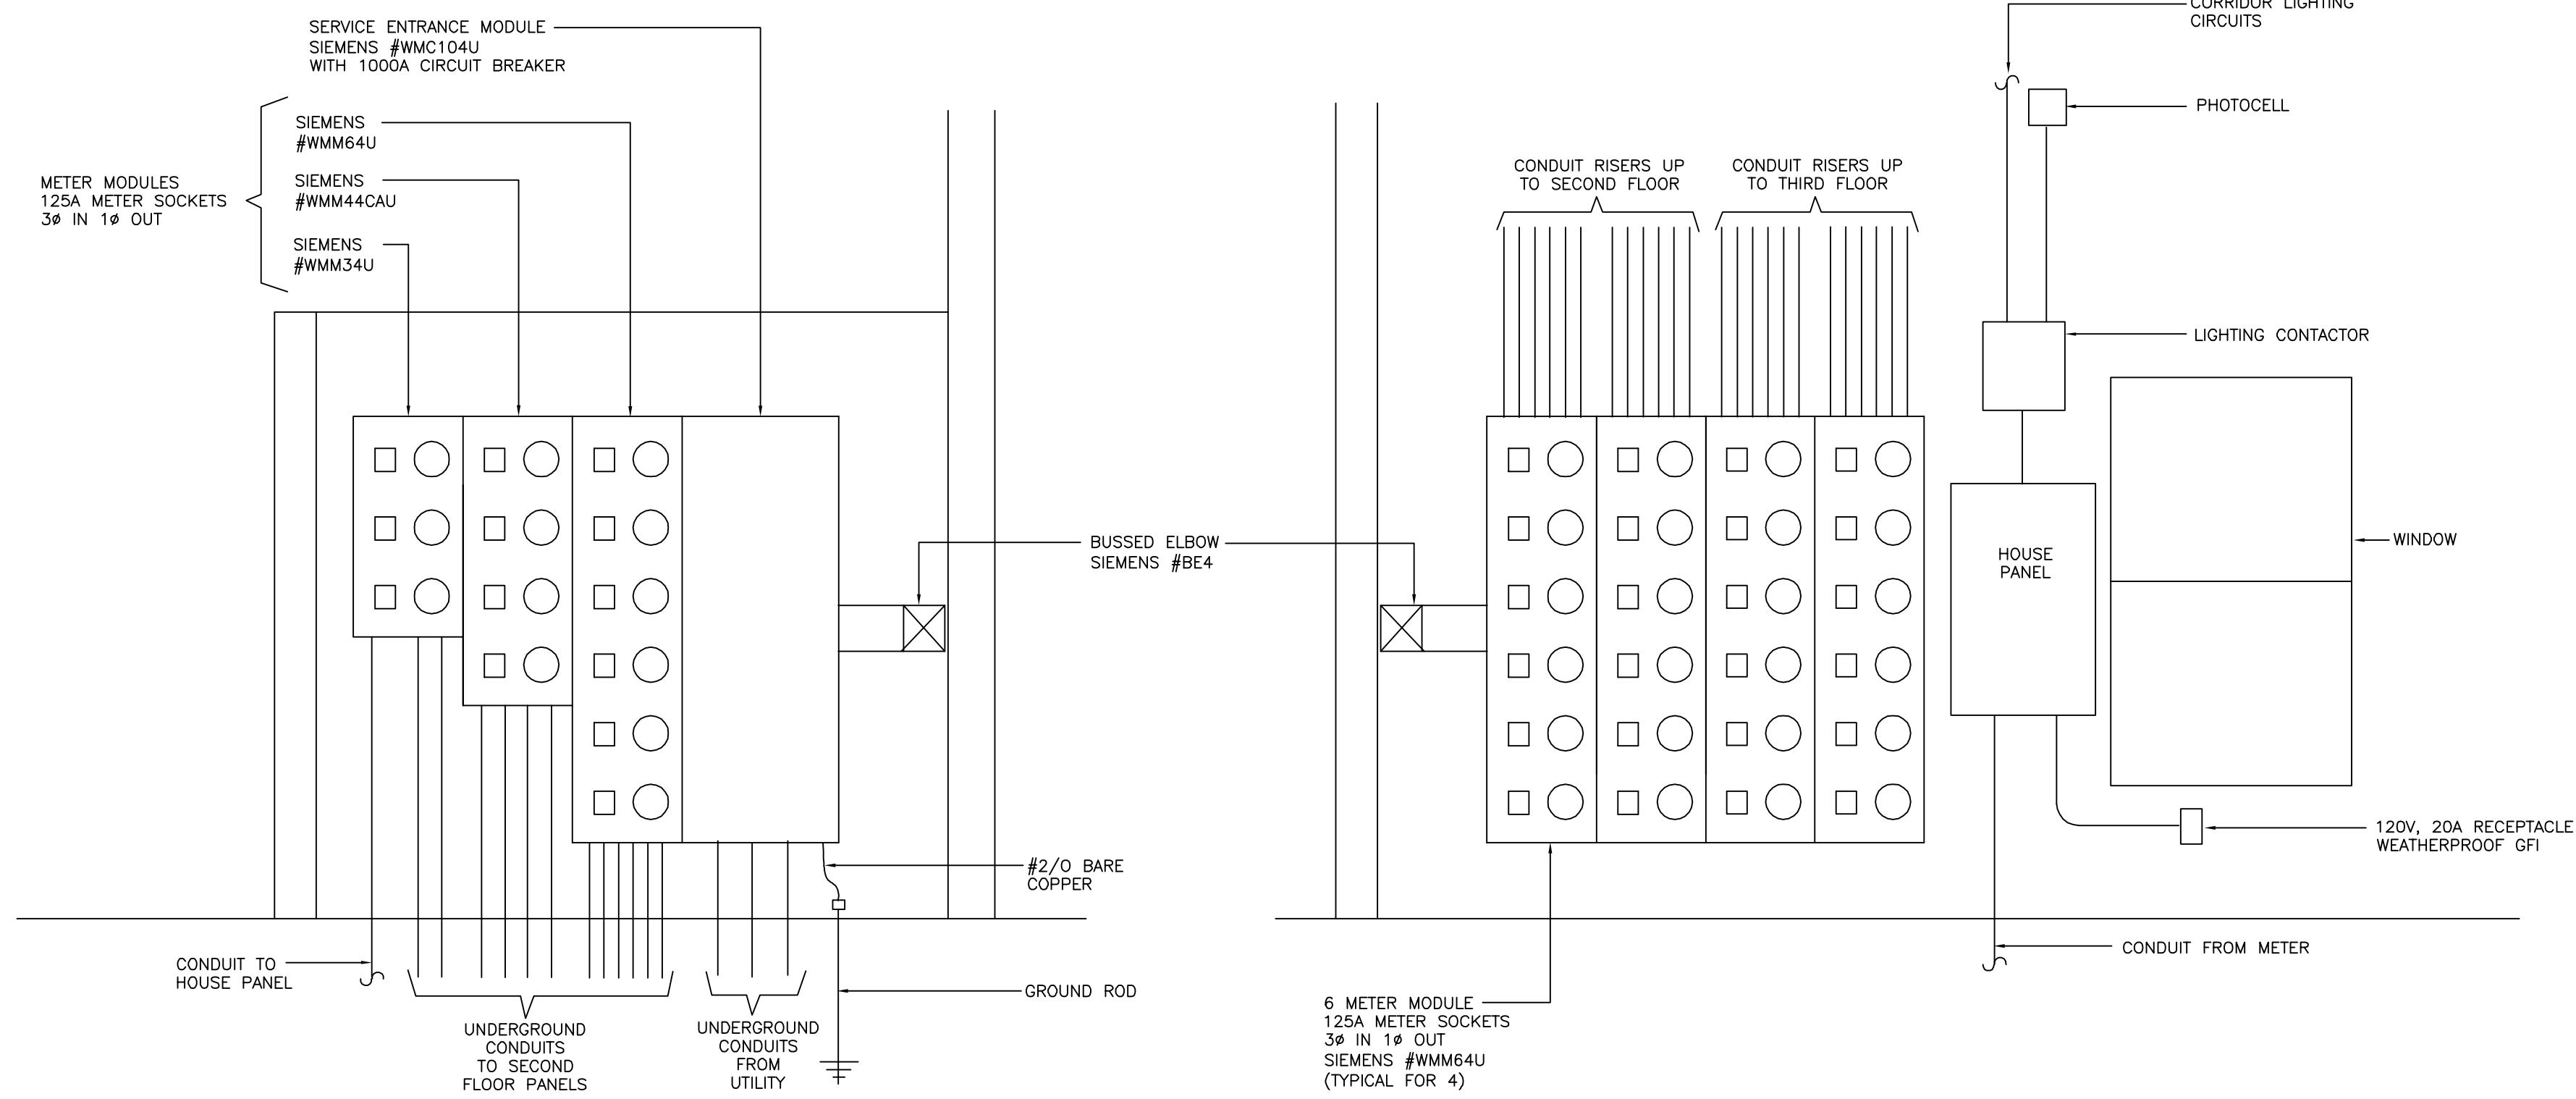 SERVICE ENTRANCE MODULE
SIEMENS #WMC104U
WITH 1000A CIRCUIT BREAKER
SIEMENS
#WMM64U
SIEMENS
#WMM44CAU
SIEMENS
#WMM34U
METER MODULES
125A METER SOCKETS
3ø IN 1ø OUT
BUSSED ELBOW
SIEMENS #BE4
#2/0 BARE
COPPER
GROUND ROD
CONDUIT TO
HOUSE PANEL
UNDERGROUND
CONDUITS
TO SECOND
FLOOR PANELS
UNDERGROUND
CONDUITS
FROM
UTILITY
CONDUIT RISERS UP
TO SECOND FLOOR
CONDUIT RISERS UP
TO THIRD FLOOR
CORRIDOR LIGHTING
CIRCUITS
PHOTOCELL
LIGHTING CONTACTOR
HOUSE
PANEL
WINDOW
120V, 20A RECEPTACLE
WEATHERPROOF GFI
CONDUIT FROM METER
6 METER MODULE
125A METER SOCKETS
3ø IN 1ø OUT
SIEMENS #WMM64U
(TYPICAL FOR 4)